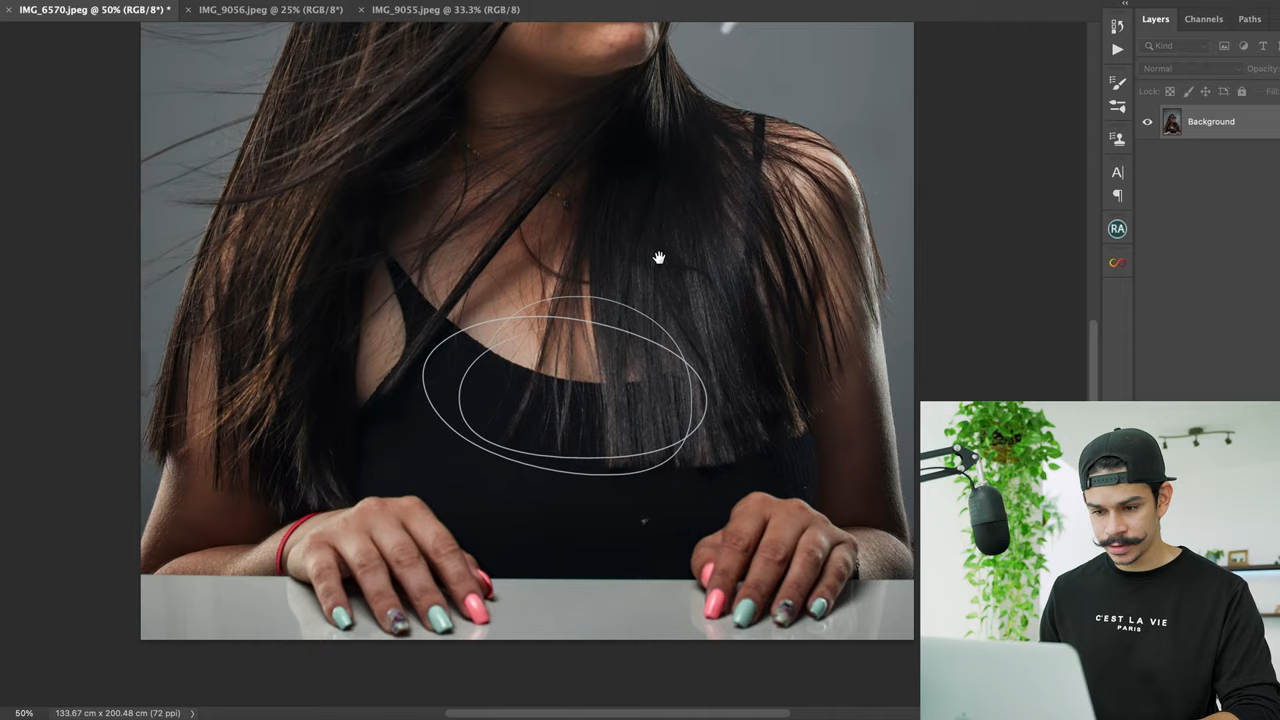 IMG_6570.jpeg @ 50% (RGB/8*) *
IMG_9056.jpeg @ 25% (RGB/8*)
IMG_9055.jpeg @ 33.3% (RGB/8)
Layers
Channels
Paths
Kind
Normal
Opacity:
Lock:
Fill:
Background
A|
RA
C'EST LA VIE
PARIS
50%
133.67 cm x 200.48 cm (72 ppi)